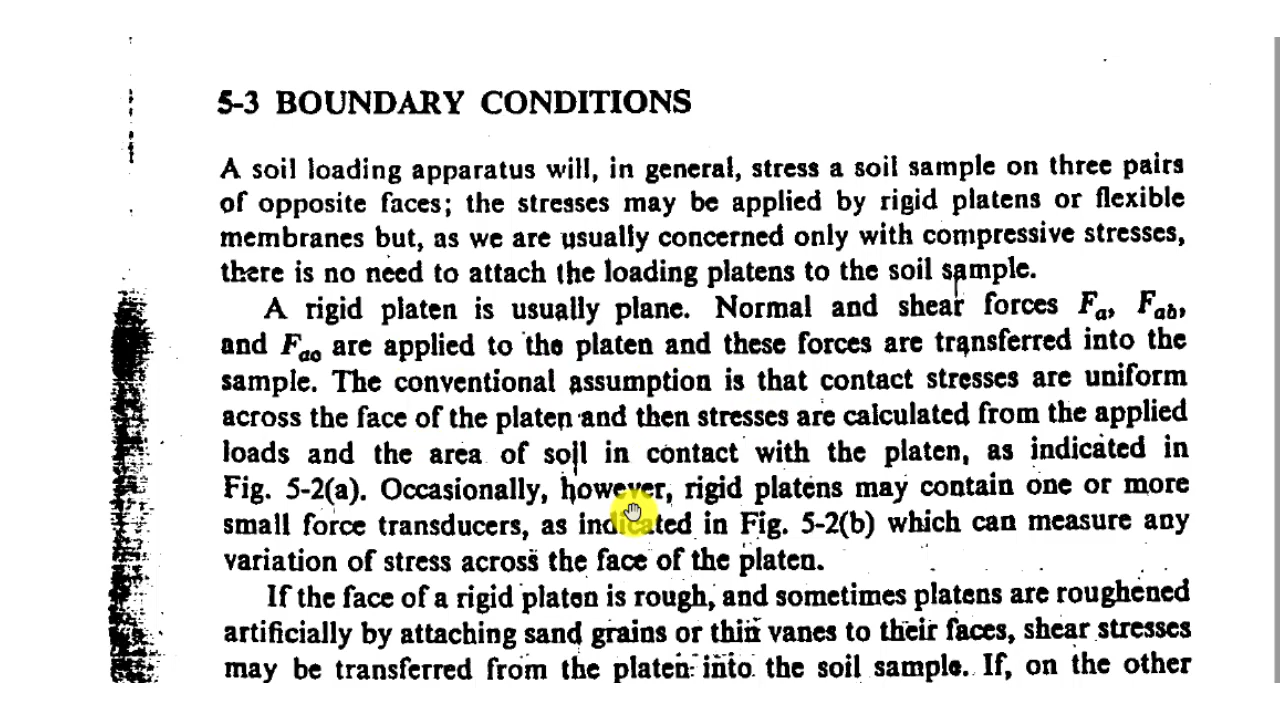 5-3 BOUNDARY CONDITIONS
A soil loading apparatus will, in general, stress a soil sample on three pairs
of opposite faces; the stresses may be applied by rigid platens or flexible
membranes but, as we are usually concerned only with compressive stresses,
there is no need to attach the loading platens to the soil sample.
A rigid platen is usually plane. Normal and shear forces Fa, Fab,
and Fao are applied to the platen and these forces are transferred into the
sample. The conventional assumption is that contact stresses are uniform
across the face of the platen and then stresses are calculated from the applied
loads and the area of soil in contact with the platen, as indicated in
Fig. 5-2(a). Occasionally, however, rigid platens may contain one or more
small force transducers, as indicated in Fig. 5-2(b) which can measure any
variation of stress across the face of the platen.
If the face of a rigid platen is rough, and sometimes platens are roughened
artificially by attaching sand grains or thin vanes to their faces, shear stresses
may be transferred from the platen into the soil sample. If, on the other